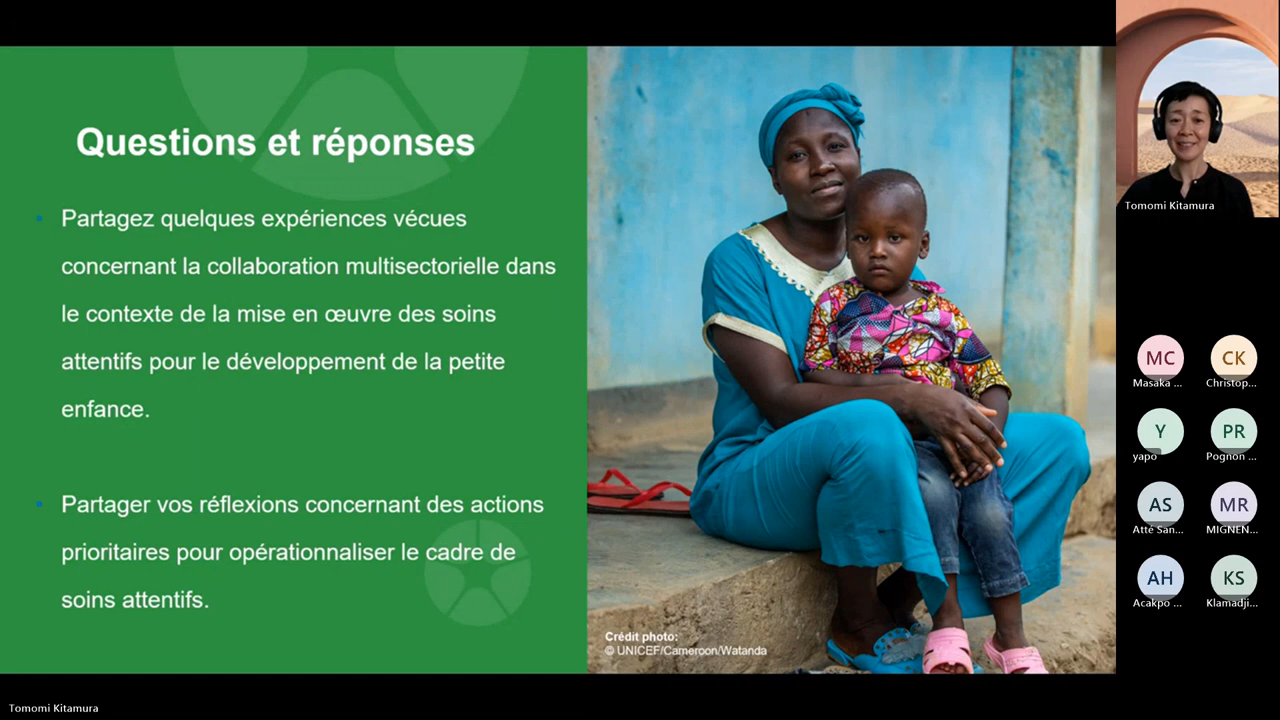 Questions et réponses
Partagez quelques expériences vécues
concernant la collaboration multisectorielle dans
le contexte de la mise en œuvre des soins
attentifs pour le développement de la petite
enfance.
Partager vos réflexions concernant des actions
prioritaires pour opérationnaliser le cadre de
soins attentifs.
Crédit photo:
© UNICEF/Cameroon/Watanda
Tomomi Kitamura
MC
Masaka ...
CK
Christop...
Y
yapo
PR
Pognon ...
AS
Atté San...
MR
MIGNEN...
AH
Acakpo ...
KS
Klamadji...
Tomomi Kitamura